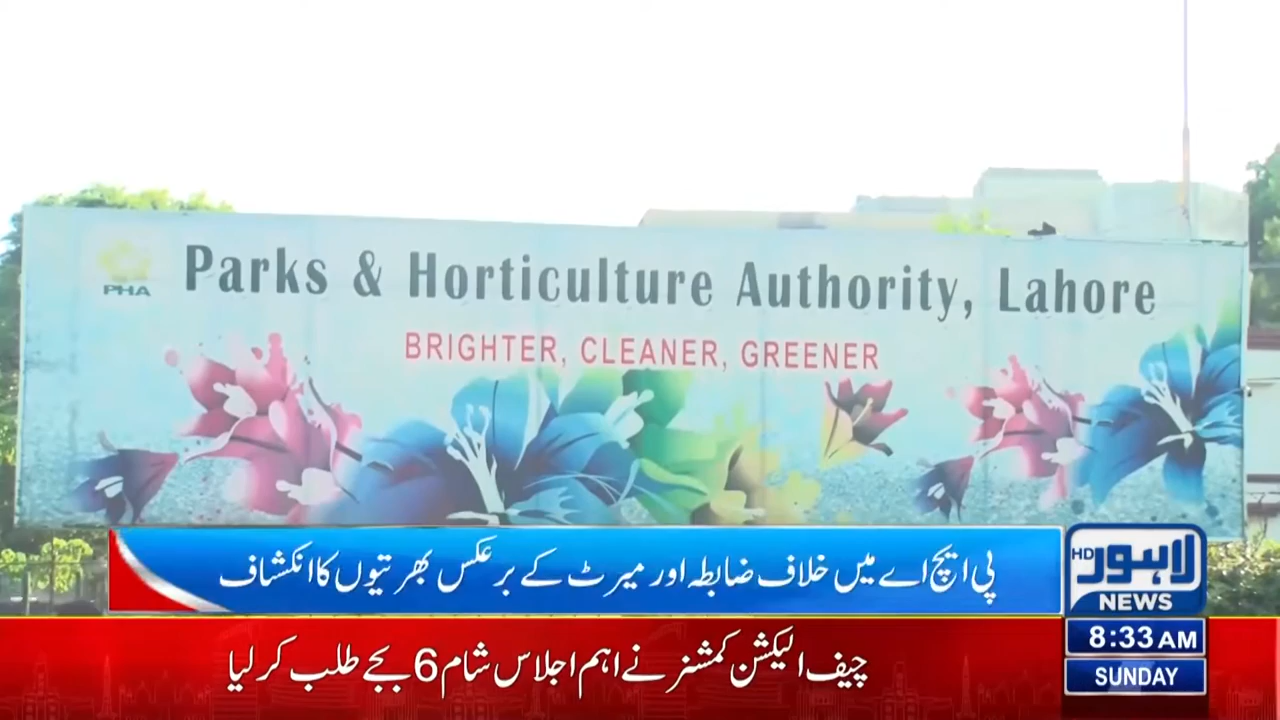 PHA
Parks & Horticulture Authority, Lahore
BRIGHTER, CLEANER, GREENER
پی ایچ اے میں خلاف ضابطہ اور میرٹ کے برعکس بھرتیوں کا انکشاف
HD لاہور
NEWS
8:33 AM
SUNDAY
چیف الیکشن کمشنر نے اہم اجلاس شام 6 بجے طلب کر لیا